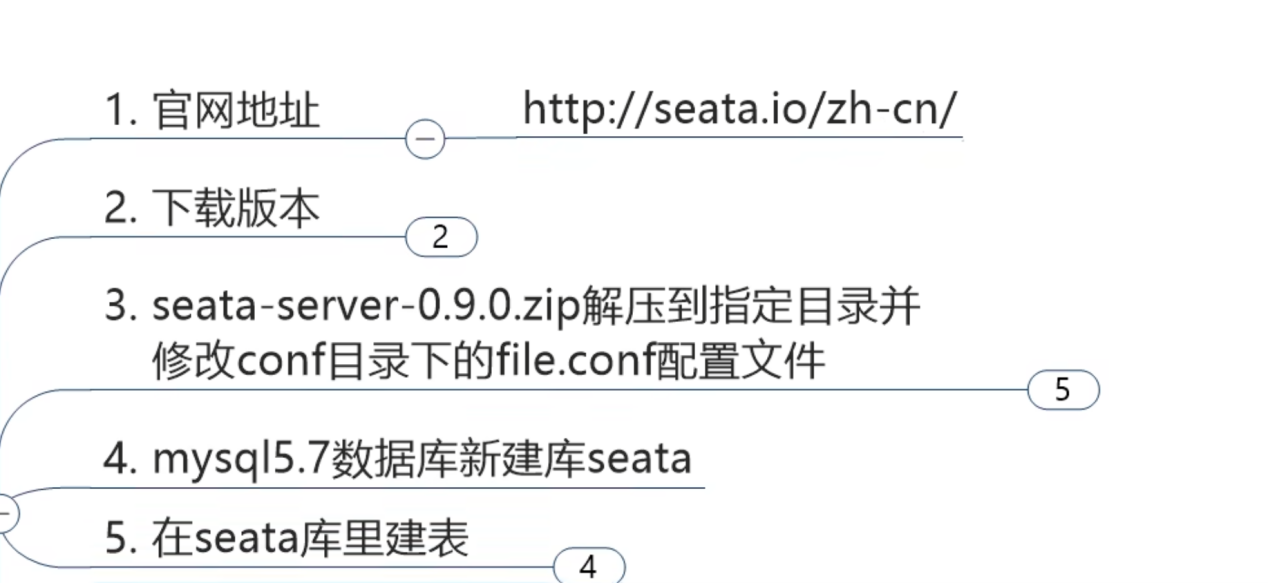 1. 官网地址
http://seata.io/zh-cn/
2. 下载版本
2
3. seata-server-0.9.0.zip解压到指定目录并
修改conf目录下的file.conf配置文件
5
4. mysql5.7数据库新建库seata
5. 在seata库里建表
4